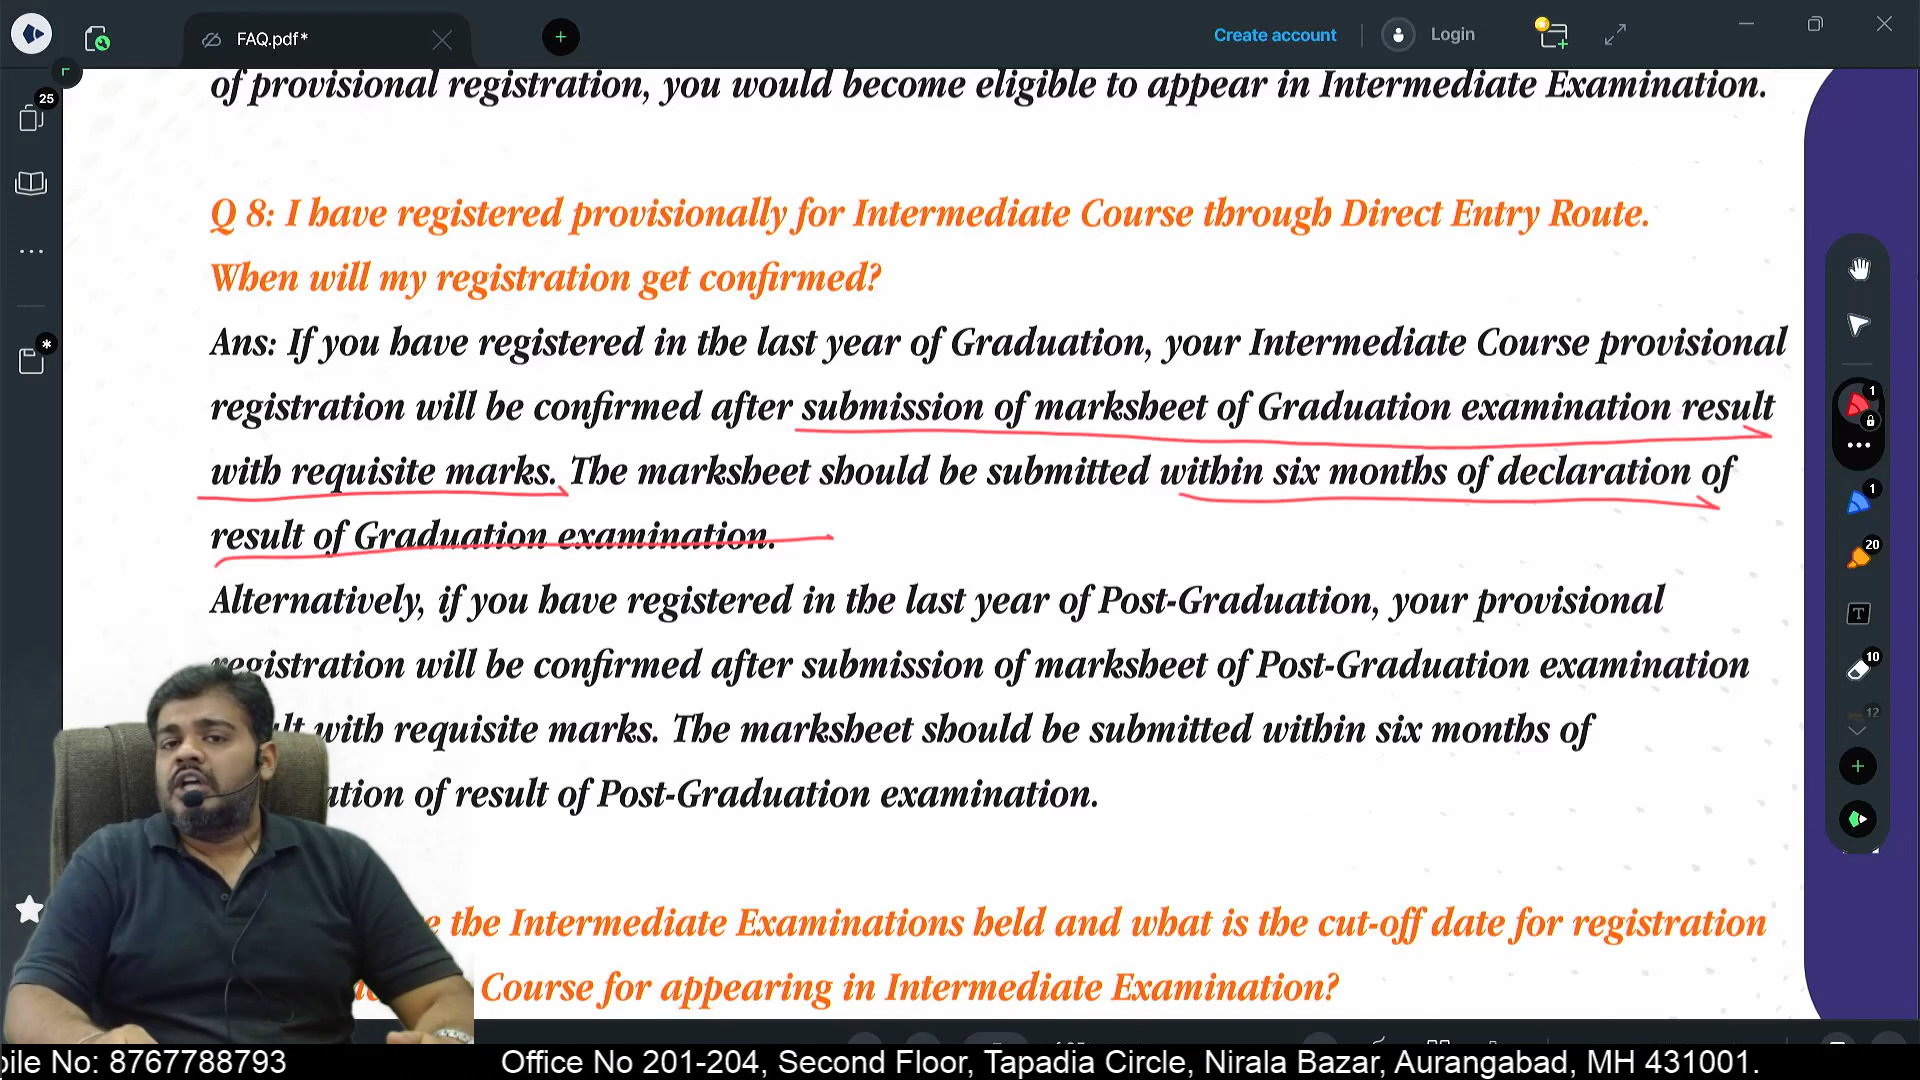 FAQ.pdf*
Create account
Login
25
of provisional registration, you would become eligible to appear in Intermediate Examination.
Q 8: I have registered provisionally for Intermediate Course through Direct Entry Route.
When will my registration get confirmed?
Ans: If you have registered in the last year of Graduation, your Intermediate Course provisional
registration will be confirmed after submission of marksheet of Graduation examination result
with requisite marks. The marksheet should be submitted within six months of declaration of
result of Graduation examination.
Alternatively, if you have registered in the last year of Post-Graduation, your provisional
registration will be confirmed after submission of marksheet of Post-Graduation examination
with requisite marks. The marksheet should be submitted within six months of
ation of result of Post-Graduation examination.
the Intermediate Examinations held and what is the cut-off date for registration
Course for appearing in Intermediate Examination?
1
1
20
T
10
12
bile No: 8767788793
Office No 201-204, Second Floor, Tapadia Circle, Nirala Bazar, Aurangabad, MH 431001.